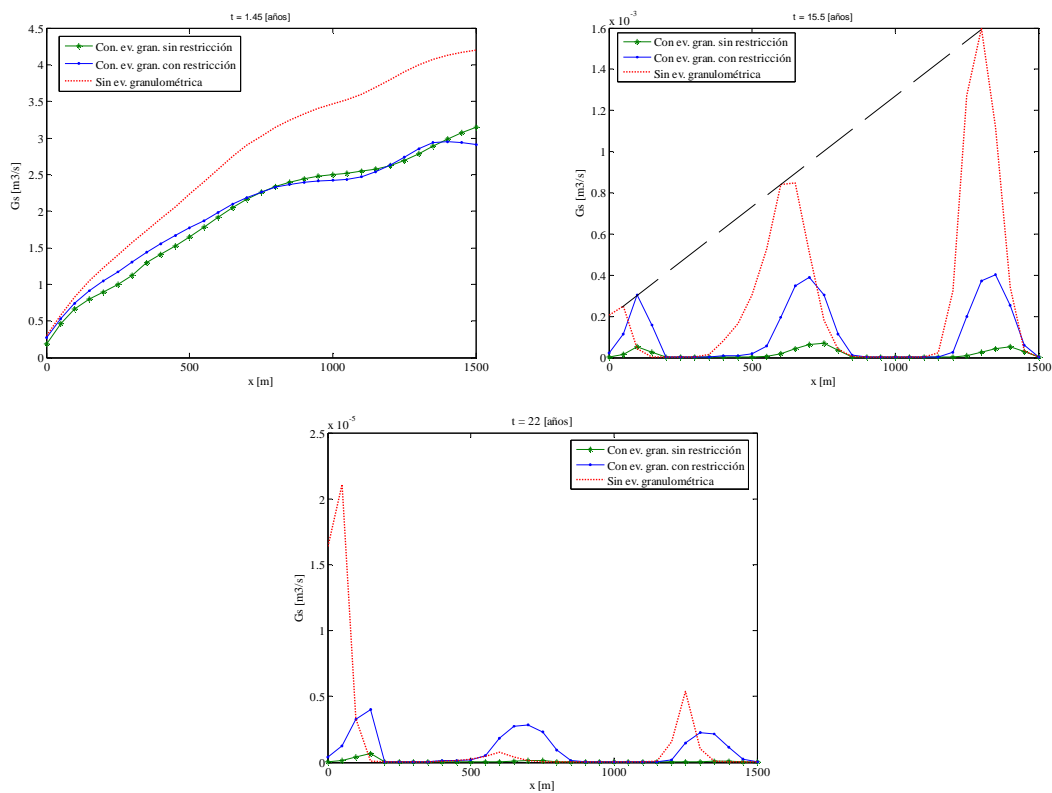 t = 1.45 [años]
4.5
4
3.5
3
2.5
2
1.5
1
0.5
0
Gs [m3/s]
Con ev. gran. sin restricción
Con. ev. gran. con restricción
Sin ev. granulométrica
0
500
1000
1500
x [m]
t = 15.5 [años]
x 10-3
1.6
1.4
1.2
1
0.8
0.6
0.4
0.2
0
Gs [m3/s]
Con ev. gran. sin restricción
Con ev. gran. con restricción
Sin ev. granulométrica
0
500
1000
1500
x [m]
t = 22 [años]
x 10-5
2.5
2
1.5
1
0.5
0
Gs [m3/s]
Con ev. gran. sin restricción
Con ev. gran. con restricción
Sin ev. granulométrica
0
500
1000
1500
x [m]